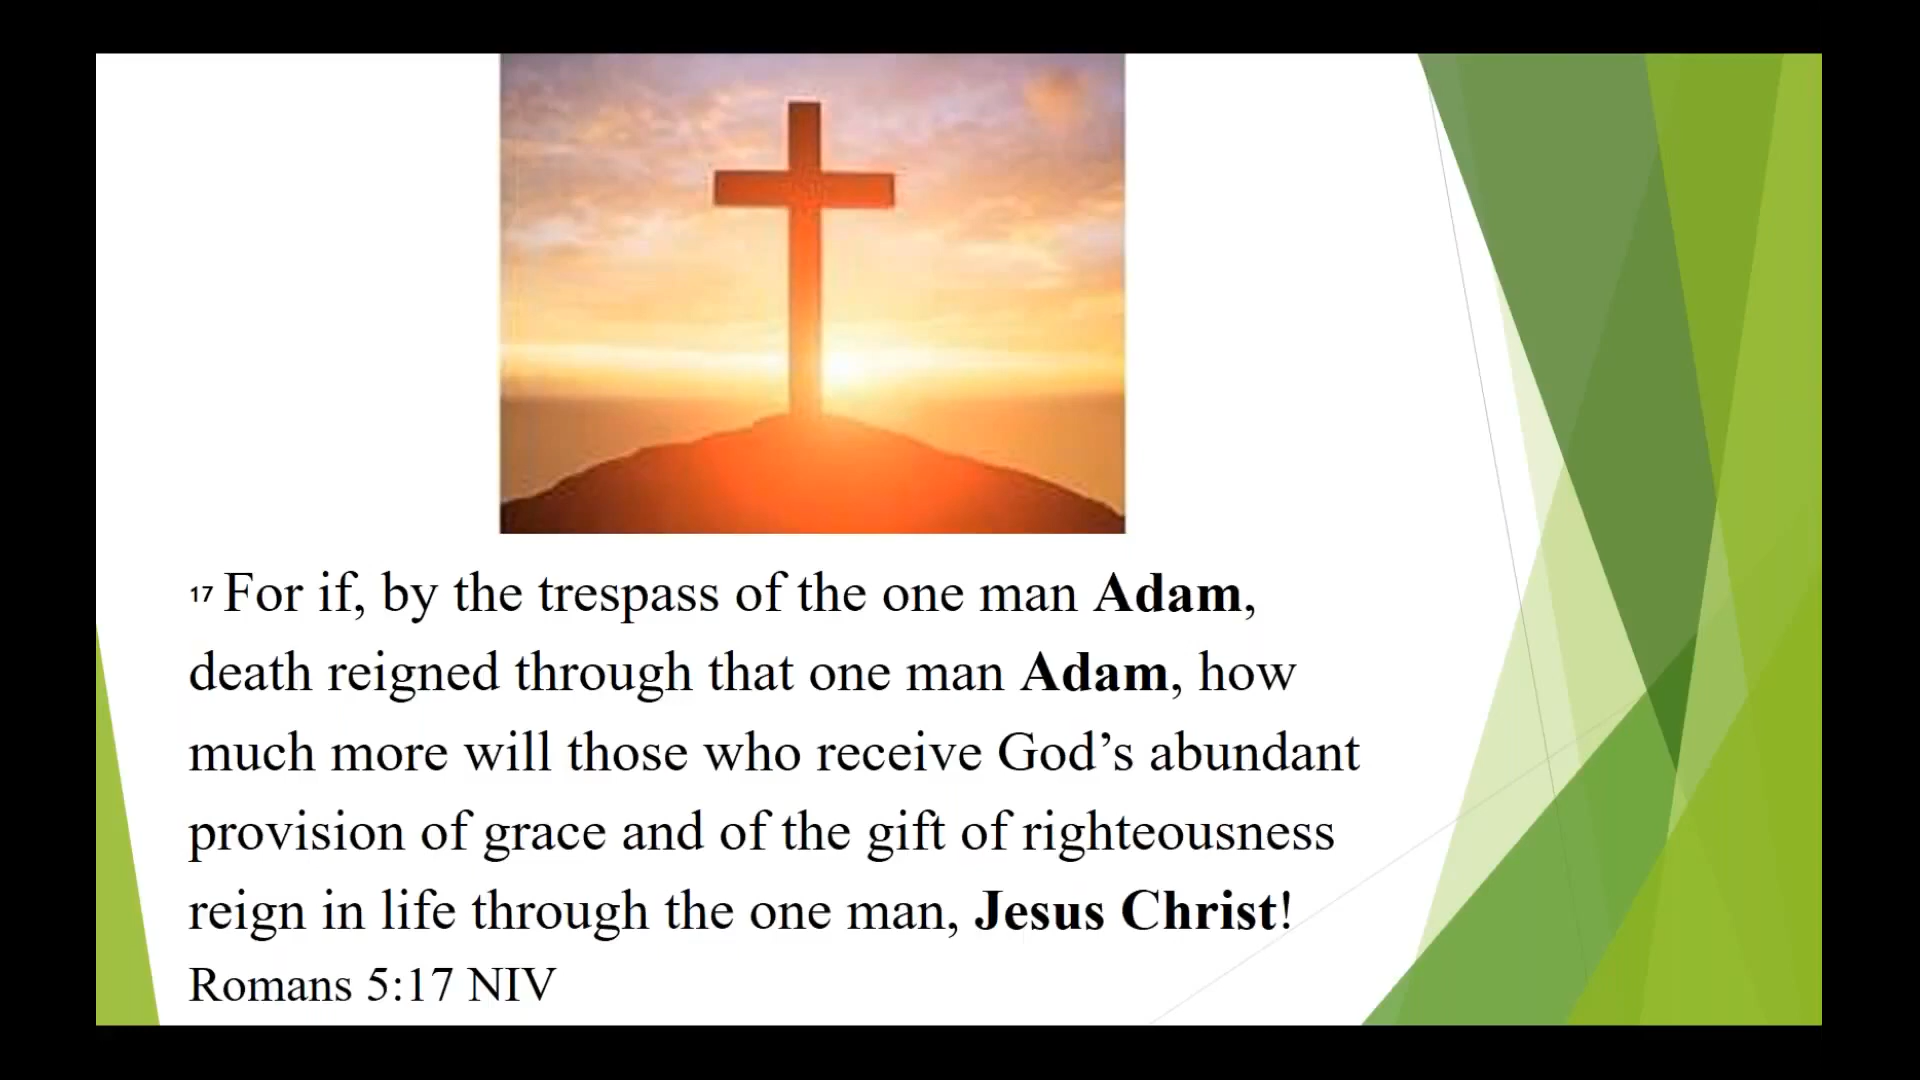 17 For if, by the trespass of the one man Adam,
death reigned through that one man Adam, how
much more will those who receive God’s abundant
provision of grace and of the gift of righteousness
reign in life through the one man, Jesus Christ!
Romans 5:17 NIV